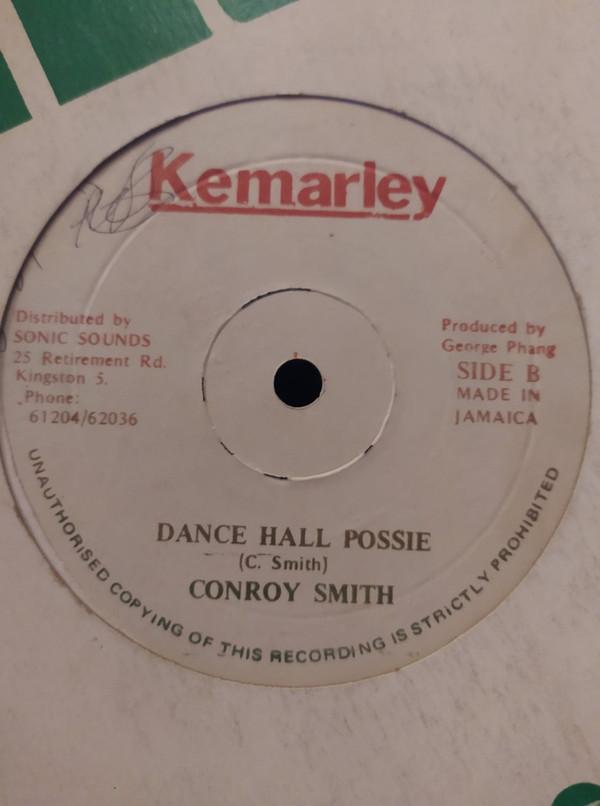 Kemarley
Distributed by
SONIC SOUNDS
25 Retirement Rd.
Kingston 5.
Phone:
61204/62036
Produced by
George Phang
SIDE B
MADE IN
JAMAICA
DANCE HALL POSSIE
(C. Smith)
CONROY SMITH
UNAUTHORISED COPYING OF THIS RECORDING IS STRICTLY PROHIBITED